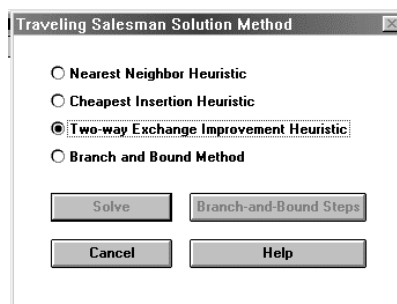 Traveling Salesman Solution Method
Nearest Neighbor Heuristic
Cheapest Insertion Heuristic
Two-way Exchange Improvement Heuristic
Branch and Bound Method
Solve Branch-and-Bound Steps
Cancel Help